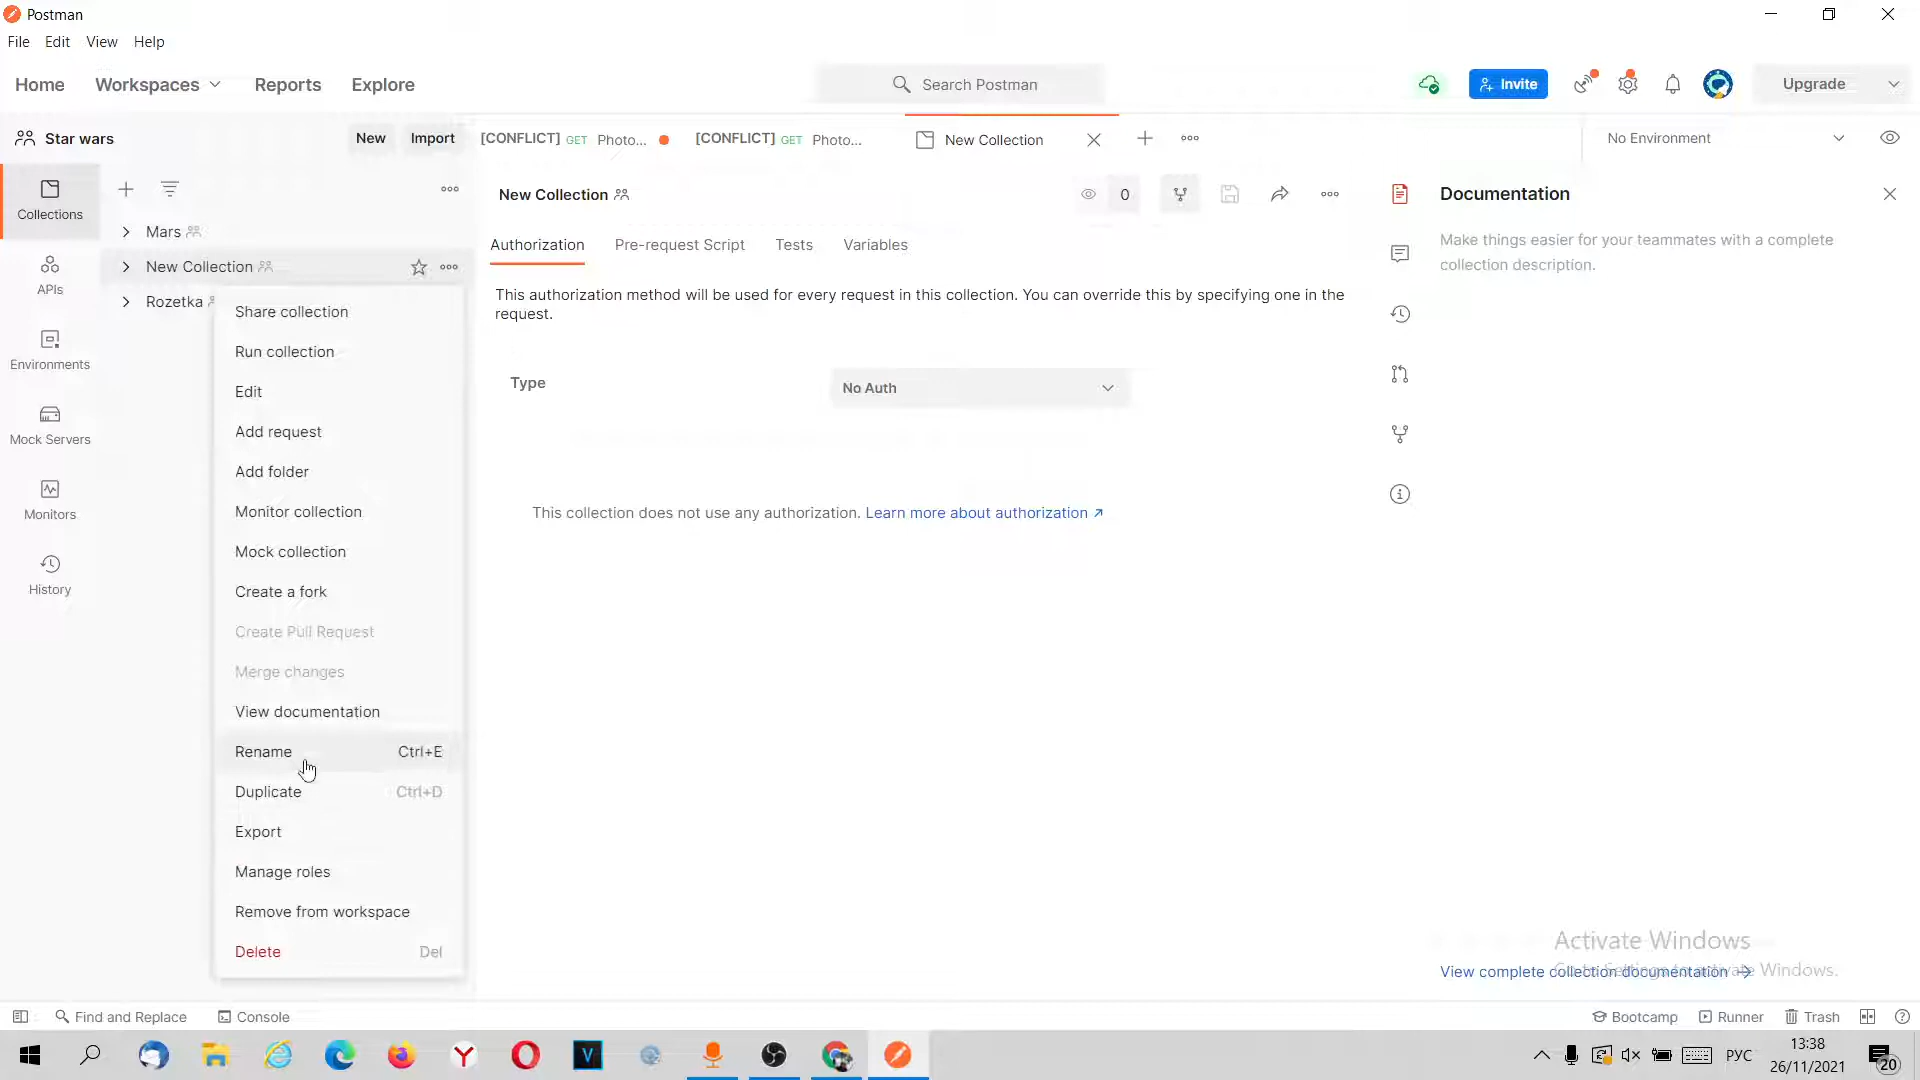 Postman
File Edit View Help
Home Workspaces Reports Explore
Search Postman
Invite
Upgrade
Star wars
New Import
[CONFLICT] GET Photo...
[CONFLICT] GET Photo...
New Collection
No Environment
Collections
APIs
Environments
Mock Servers
Monitors
History
Mars
New Collection
Rozetka
Share collection
Run collection
Edit
Add request
Add folder
Monitor collection
Mock collection
Create a fork
Create Pull Request
Merge changes
View documentation
Rename Ctrl+E
Duplicate Ctrl+D
Export
Manage roles
Remove from workspace
Delete Del
New Collection
0
Authorization Pre-request Script Tests Variables
This authorization method will be used for every request in this collection. You can override this by specifying one in the
request.
Type
No Auth
This collection does not use any authorization. Learn more about authorization ↗
Documentation
Make things easier for your teammates with a complete
collection description.
Activate Windows
Go to Settings to activate Windows.
View complete collection documentation →
Find and Replace Console
Bootcamp Runner Trash
РУС
13:38
26/11/2021
20